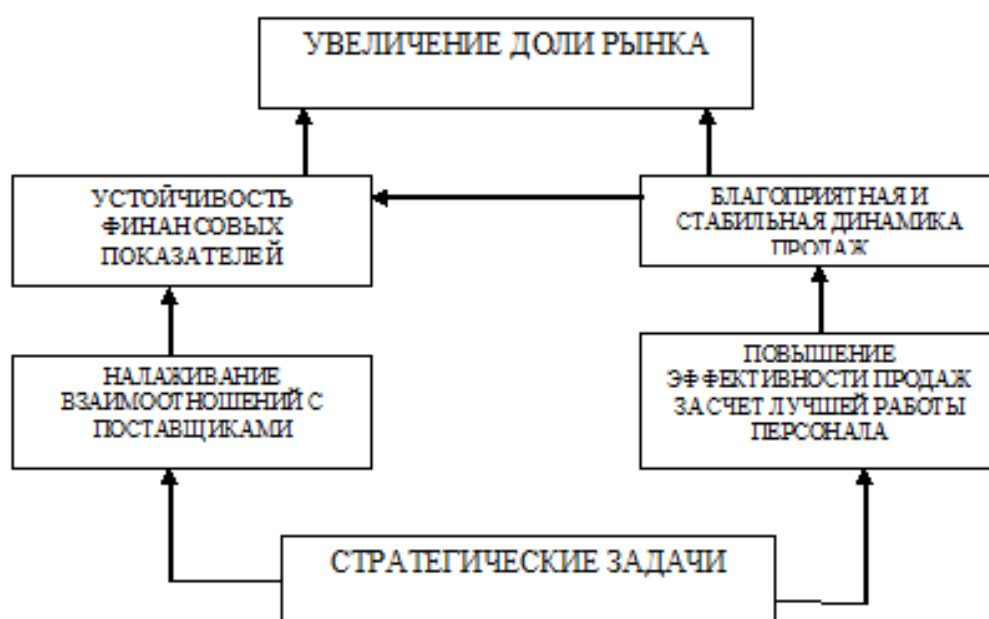 УВЕЛИЧЕНИЕ ДОЛИ РЫНКА
УСТОЙЧИВОСТЬ
ФИНАНСОВЫХ
ПОКАЗАТЕЛЕЙ
БЛАГОПРИЯТНАЯ И
СТАБИЛЬНАЯ ДИНАМИКА
ПРОДАЖ
НАЛАЖИВАНИЕ
ВЗАИМООТНОШЕНИЙ С
ПОСТАВЩИКАМИ
ПОВЫШЕНИЕ
ЭФФЕКТИВНОСТИ ПРОДАЖ
ЗА СЧЕТ ЛУЧШЕЙ РАБОТЫ
ПЕРСОНАЛА
СТРАТЕГИЧЕСКИЕ ЗАДАЧИ